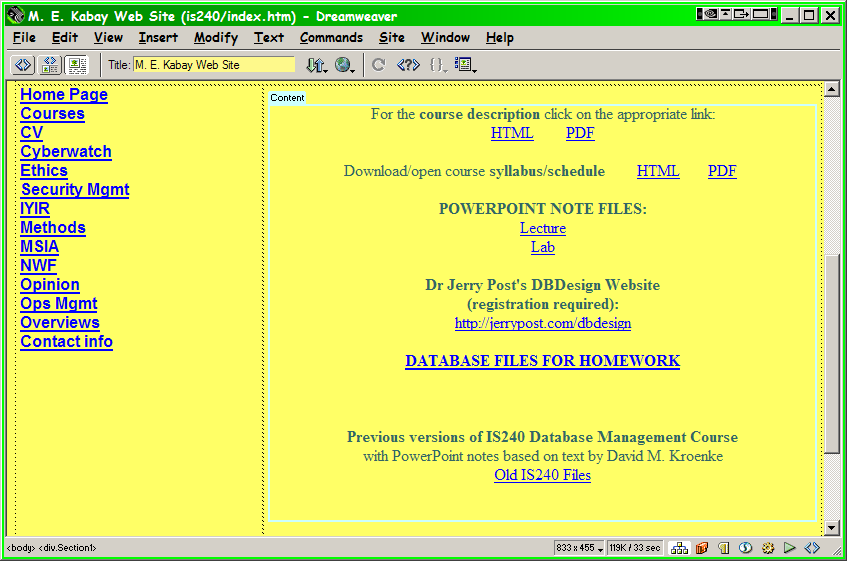 M. E. Kabay Web Site (is240/index.htm) - Dreamweaver
File Edit View Insert Modify Text Commands Site Window Help
Title: M. E. Kabay Web Site
Home Page
Courses
CV
Cyberwatch
Ethics
Security Mgmt
IYIR
Methods
MSIA
NWF
Opinion
Ops Mgmt
Overviews
Contact info
Content
For the course description click on the appropriate link:
HTML PDF
Download/open course syllabus/schedule HTML PDF
POWERPOINT NOTE FILES:
Lecture
Lab
Dr Jerry Post's DBDesign Website
(registration required):
http://jerrypost.com/dbdesign
DATABASE FILES FOR HOMEWORK
Previous versions of IS240 Database Management Course
with PowerPoint notes based on text by David M. Kroenke
Old IS240 Files
<body> <div.Section1> 833 x 455 119K / 33 sec